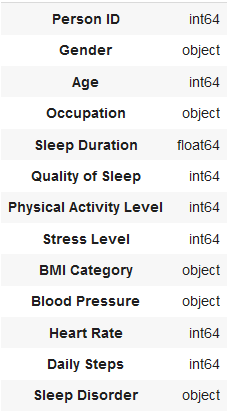 Person ID int64
Gender object
Age int64
Occupation object
Sleep Duration float64
Quality of Sleep int64
Physical Activity Level int64
Stress Level int64
BMI Category object
Blood Pressure object
Heart Rate int64
Daily Steps int64
Sleep Disorder object